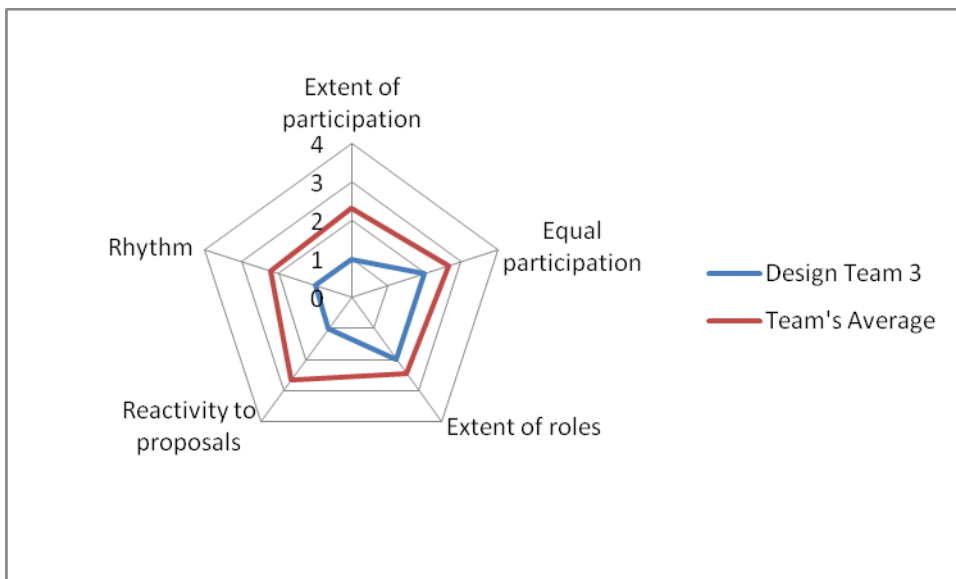 Extent of
participation
4
3
2
1
0
Equal
participation
Extent of roles
Reactivity to
proposals
Rhythm
Design Team 3
Team's Average